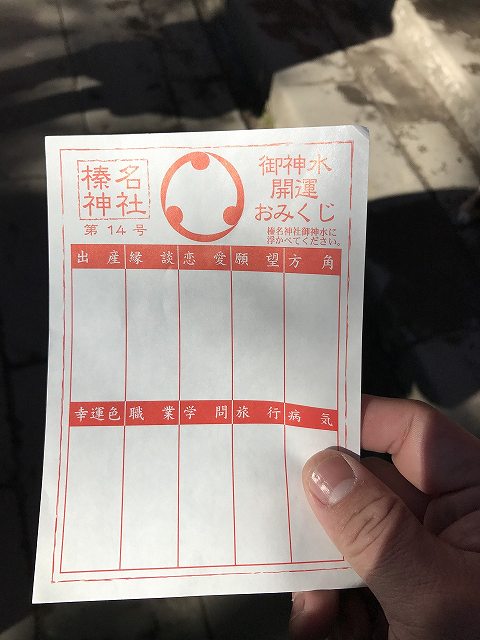 榛名
神社
第14号
御神水
開運
おみくじ
榛名神社御神水に
浮かべてください。
出産 縁談 恋愛 願望 方角
幸運色 職業 学問 旅行 病気